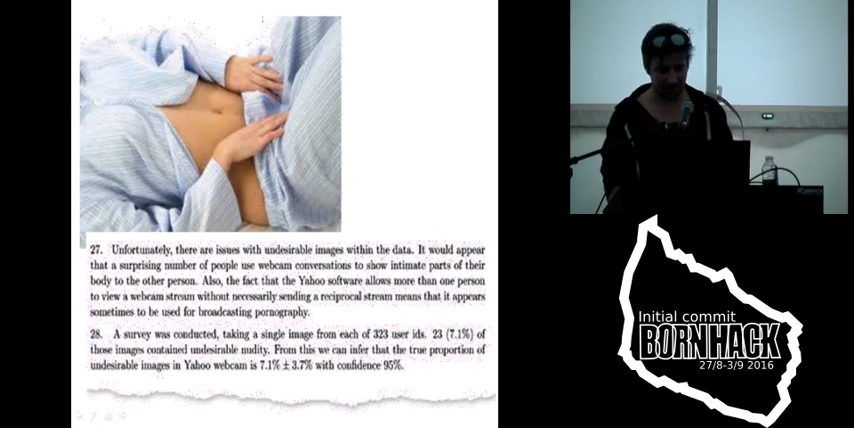 27. Unfortunately, there are issues with undesirable images within the data. It would appear
that a surprising number of people use webcam conversations to show intimate parts of their
body to the other person. Also, the fact that the Yahoo software allows more than one person
to view a webcam stream without necessarily sending a reciprocal stream means that it appears
sometimes to be used for broadcasting pornography.
28. A survey was conducted, taking a single image from each of 323 user ids. 23 (7.1%) of
those images contained undesirable nudity. From this we can infer that the true proportion of
undesirable images in Yahoo webcam is 7.1% ± 3.7% with confidence 95%.
Initial commit
BORNHACK
27/8-3/9 2016